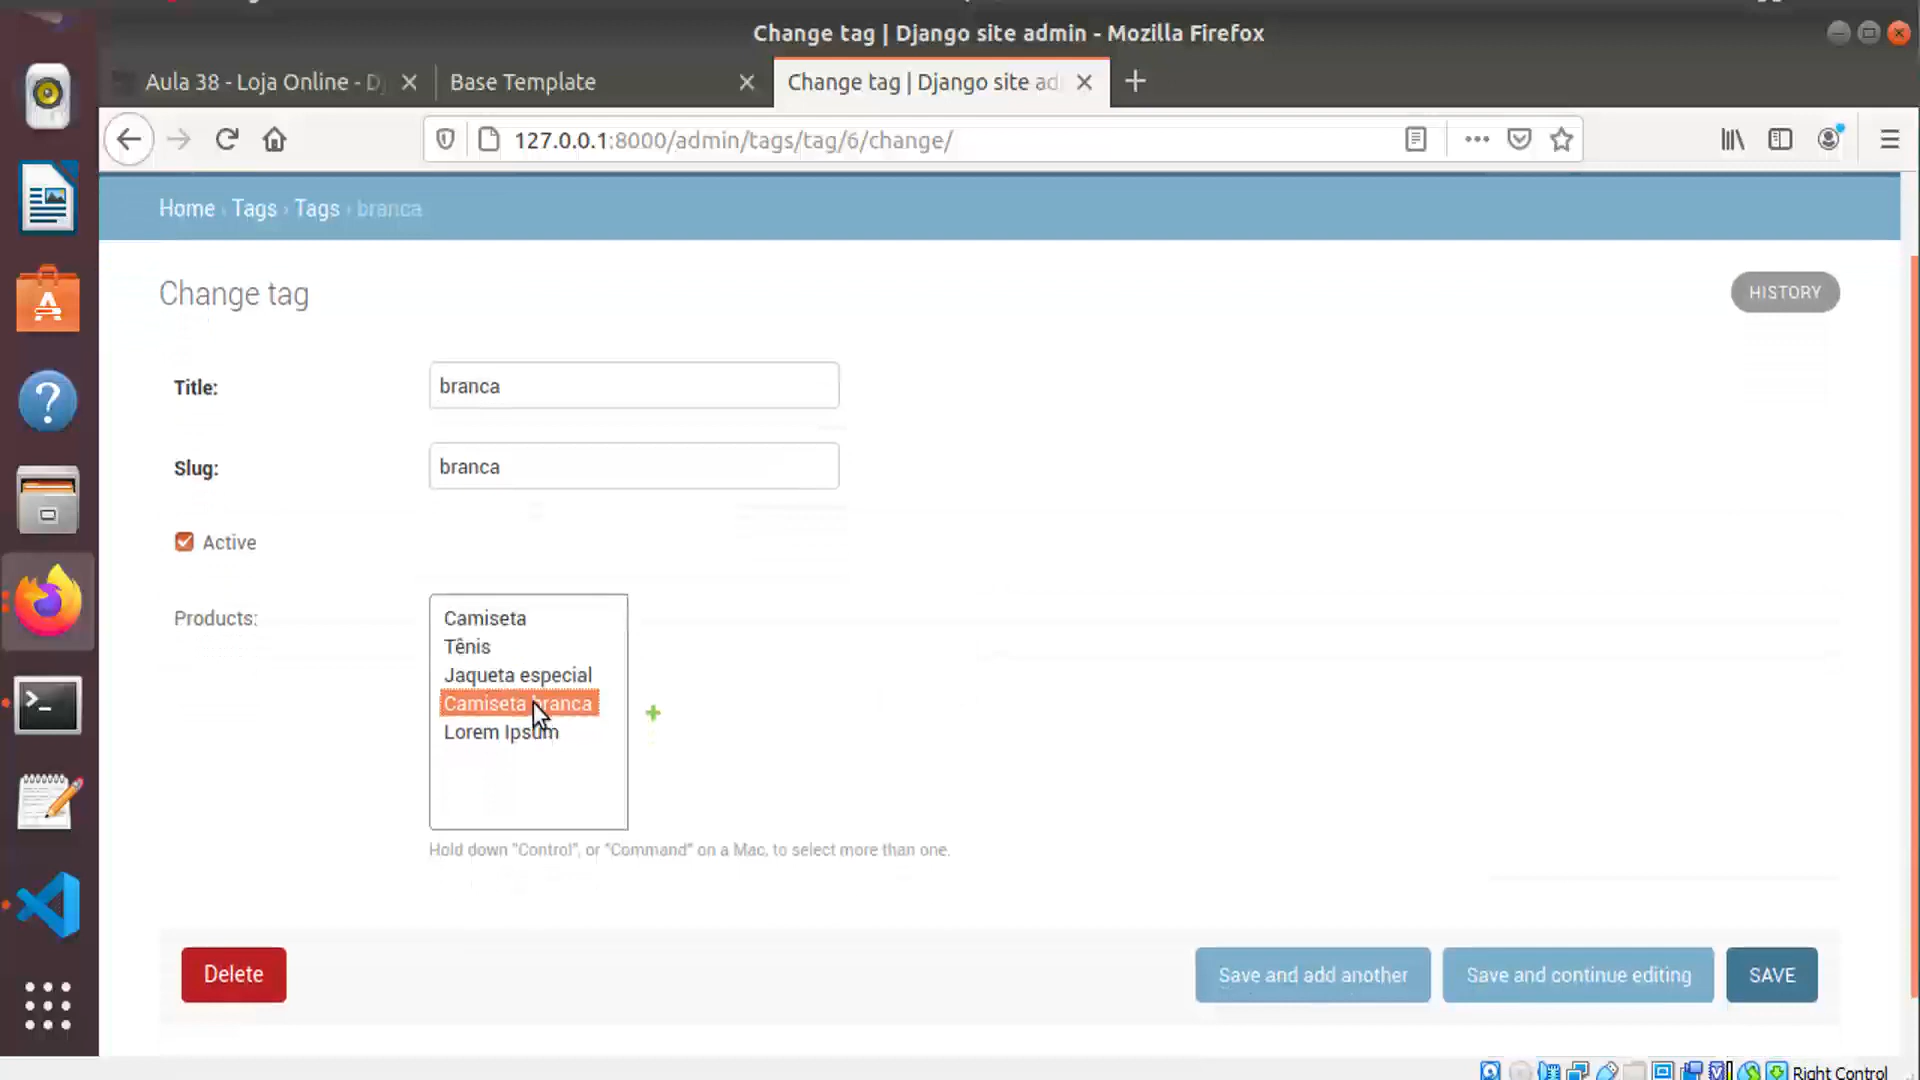 Change tag | Django site admin - Mozilla Firefox
Aula 38 - Loja Online - Dj
Base Template
Change tag | Django site ad
127.0.0.1:8000/admin/tags/tag/6/change/
Home › Tags › Tags › branca
Change tag
HISTORY
Title:
branca
Slug:
branca
Active
Products:
Camiseta
Tênis
Jaqueta especial
Camiseta branca
Lorem Ipsum
Hold down "Control", or "Command" on a Mac, to select more than one.
Delete
Save and add another
Save and continue editing
SAVE
Right Control